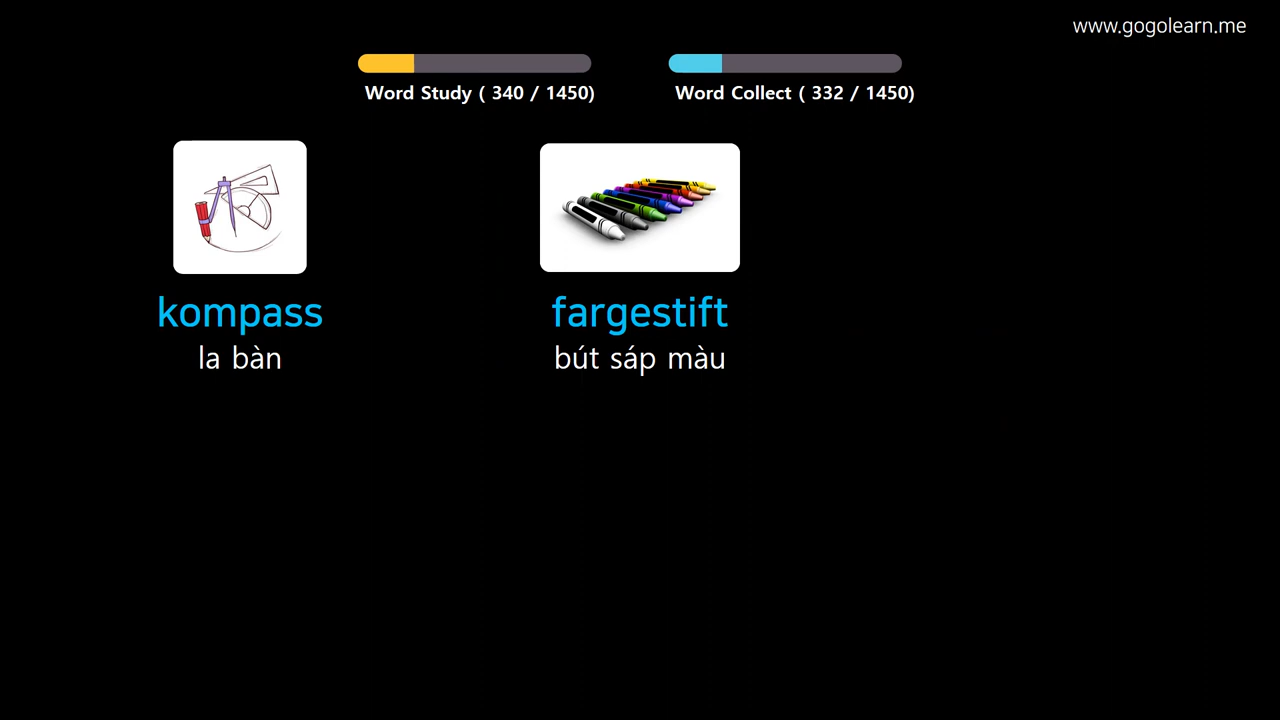 www.gogolearn.me
Word Study ( 340 / 1450)
Word Collect ( 332 / 1450)
kompass
la bàn
fargestift
bút sáp màu